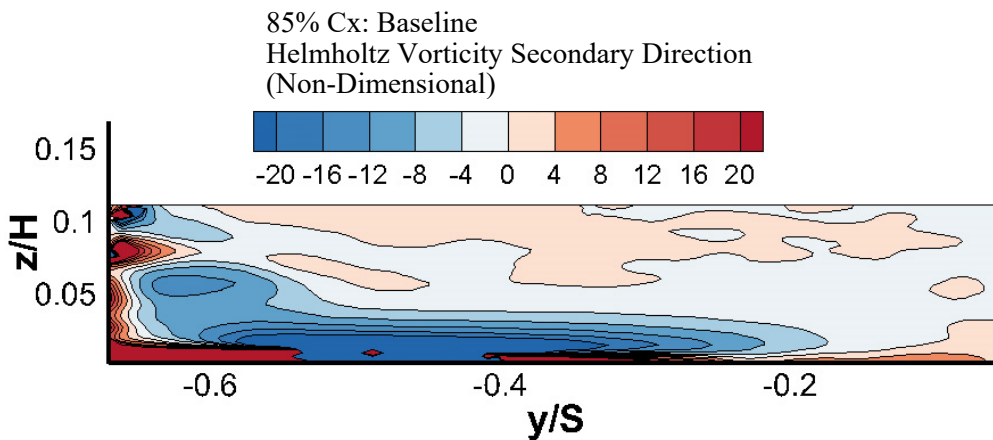 85% Cx: Baseline
Helmholtz Vorticity Secondary Direction
(Non-Dimensional)
-20 -16 -12 -8 -4 0 4 8 12 16 20
0.15
0.1
0.05
z/H
-0.6 -0.4 -0.2
y/S